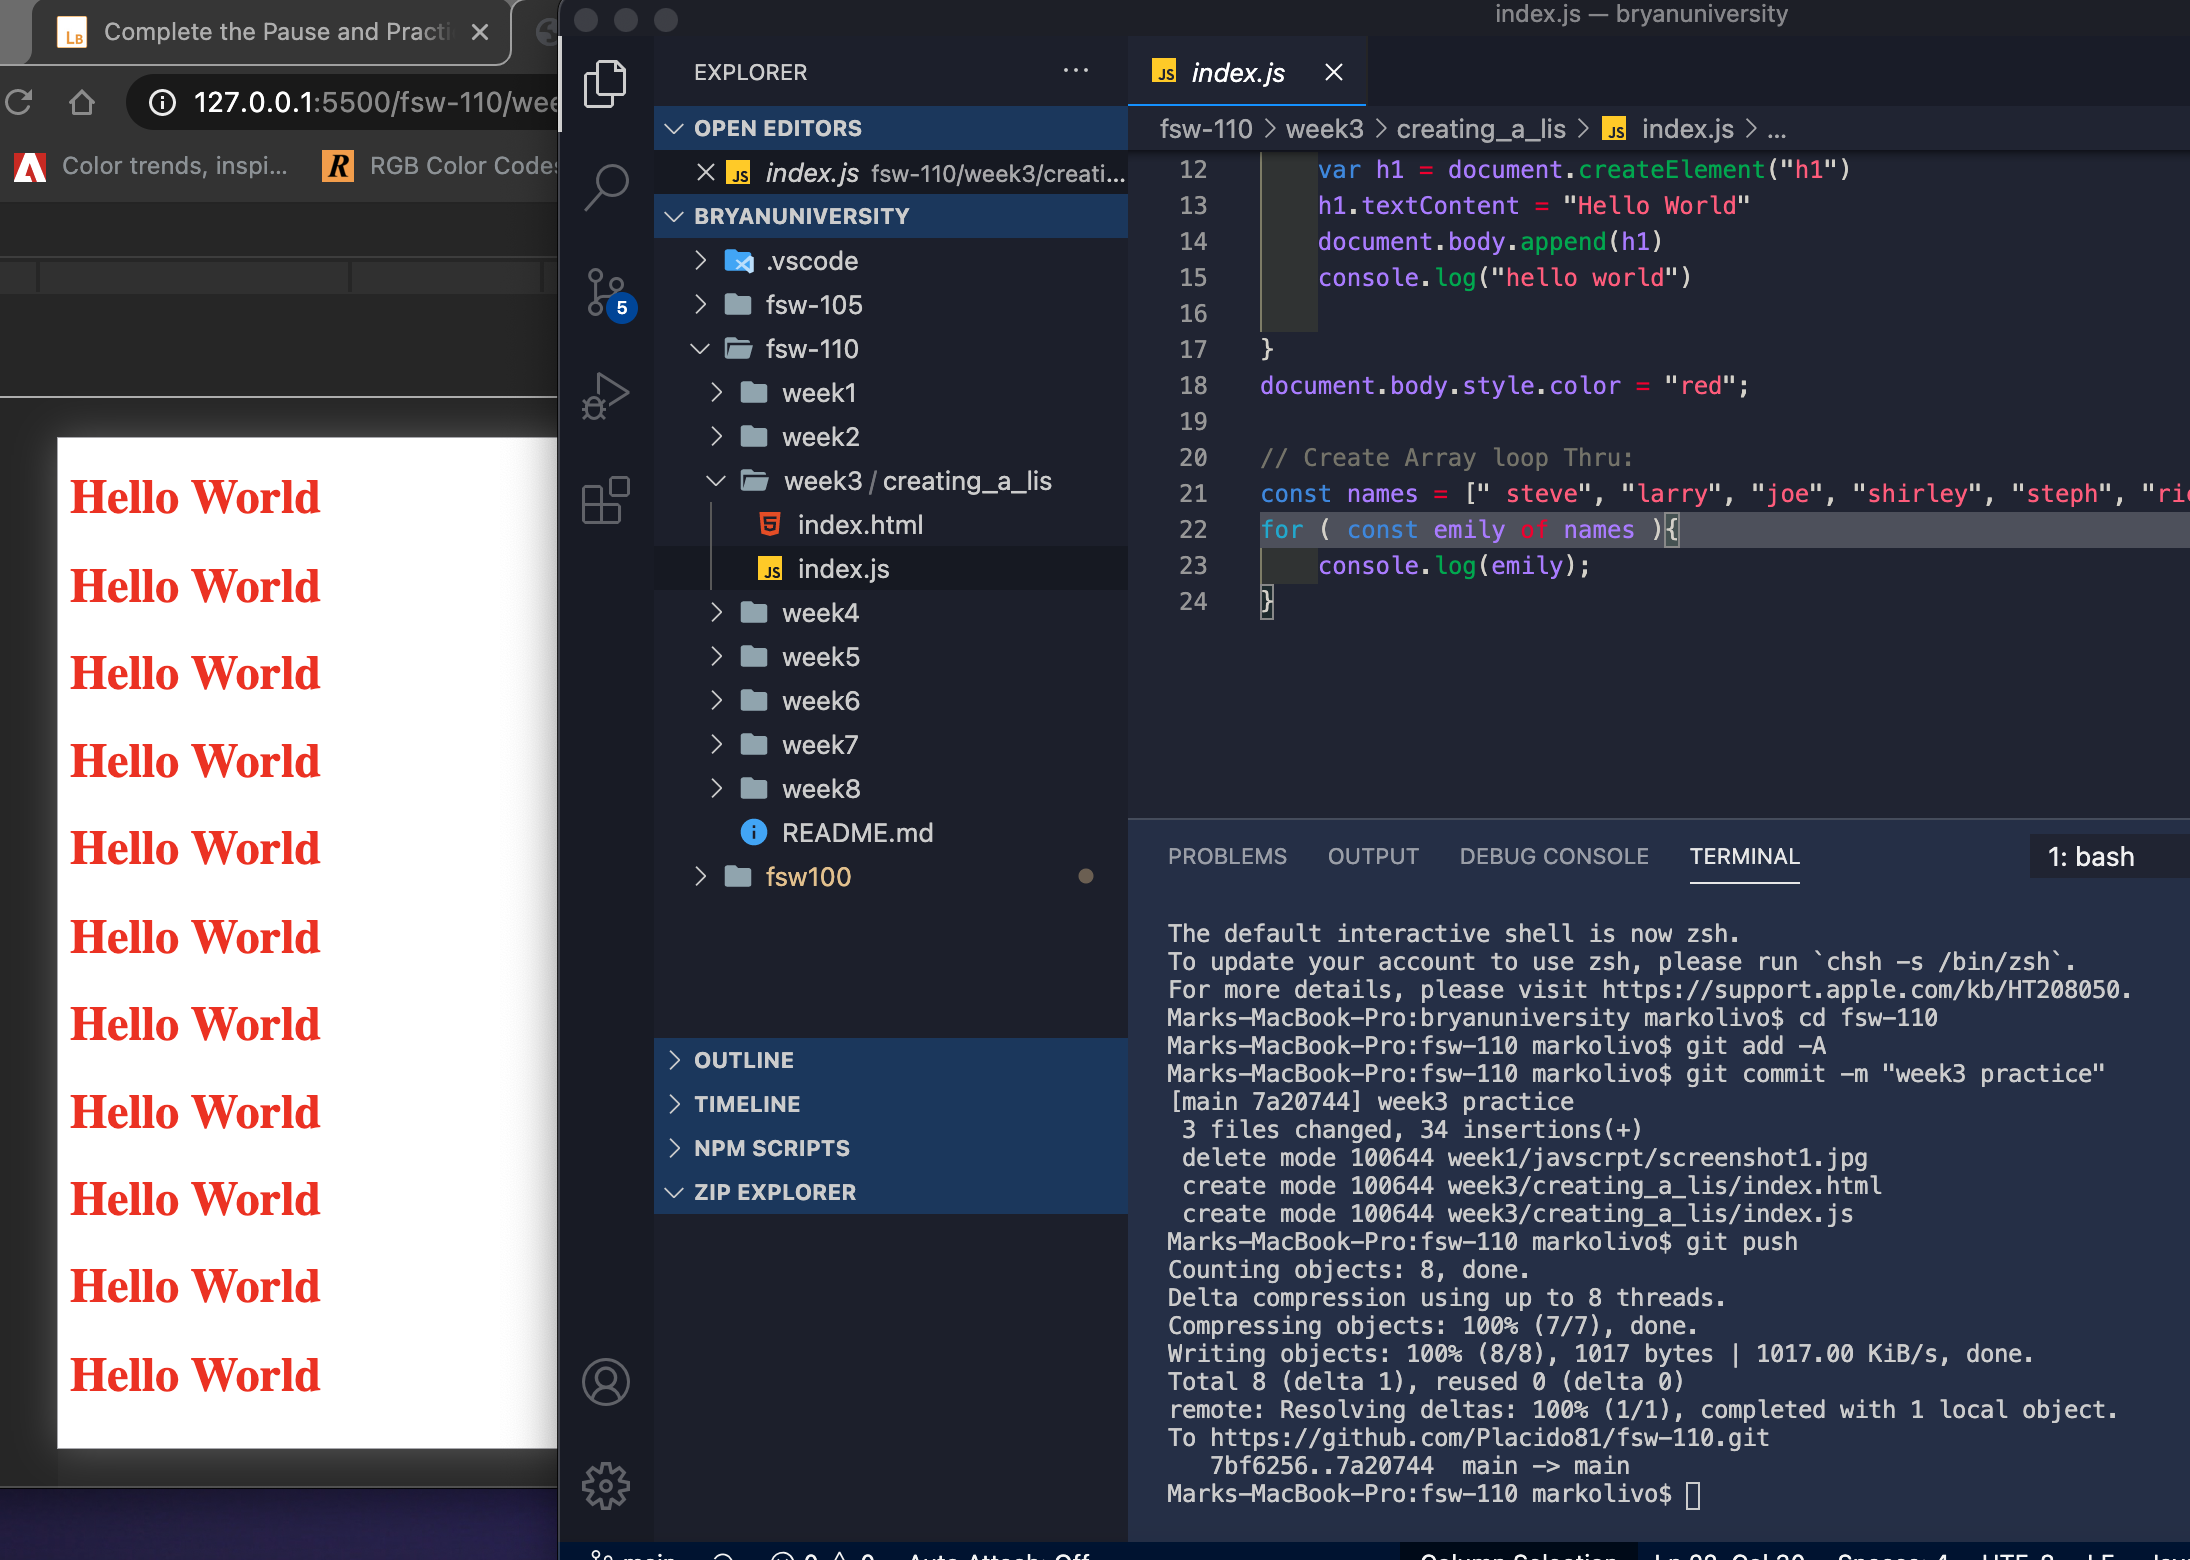 Complete the Pause and Practi
127.0.0.1:5500/fsw-110/wee
Color trends, inspi...
RGB Color Codes
Hello World
Hello World
Hello World
Hello World
Hello World
Hello World
Hello World
Hello World
Hello World
Hello World
Hello World
index.js — bryanuniversity
EXPLORER
OPEN EDITORS
JS index.js fsw-110/week3/creati...
BRYANUNIVERSITY
.vscode
fsw-105
5
fsw-110
week1
week2
week3 / creating_a_lis
index.html
JS index.js
week4
week5
week6
week7
week8
README.md
fsw100
OUTLINE
TIMELINE
NPM SCRIPTS
ZIP EXPLORER
JS index.js
fsw-110 > week3 > creating_a_lis > JS index.js > ...
12 var h1 = document.createElement("h1")
13 h1.textContent = "Hello World"
14 document.body.append(h1)
15 console.log("hello world")
16
17 }
18 document.body.style.color = "red";
19
20 // Create Array loop Thru:
21 const names = [" steve", "larry", "joe", "shirley", "steph", "ric
22 for ( const emily of names ){
23 console.log(emily);
24 }
PROBLEMS OUTPUT DEBUG CONSOLE TERMINAL 1: bash
The default interactive shell is now zsh.
To update your account to use zsh, please run `chsh -s /bin/zsh`.
For more details, please visit https://support.apple.com/kb/HT208050.
Marks-MacBook-Pro:bryanuniversity markolivo$ cd fsw-110
Marks-MacBook-Pro:fsw-110 markolivo$ git add -A
Marks-MacBook-Pro:fsw-110 markolivo$ git commit -m "week3 practice"
[main 7a20744] week3 practice
3 files changed, 34 insertions(+)
delete mode 100644 week1/javscrpt/screenshot1.jpg
create mode 100644 week3/creating_a_lis/index.html
create mode 100644 week3/creating_a_lis/index.js
Marks-MacBook-Pro:fsw-110 markolivo$ git push
Counting objects: 8, done.
Delta compression using up to 8 threads.
Compressing objects: 100% (7/7), done.
Writing objects: 100% (8/8), 1017 bytes | 1017.00 KiB/s, done.
Total 8 (delta 1), reused 0 (delta 0)
remote: Resolving deltas: 100% (1/1), completed with 1 local object.
To https://github.com/Placido81/fsw-110.git
7bf6256..7a20744 main -> main
Marks-MacBook-Pro:fsw-110 markolivo$
main 0 0 Auto Attach: Off Column Selection